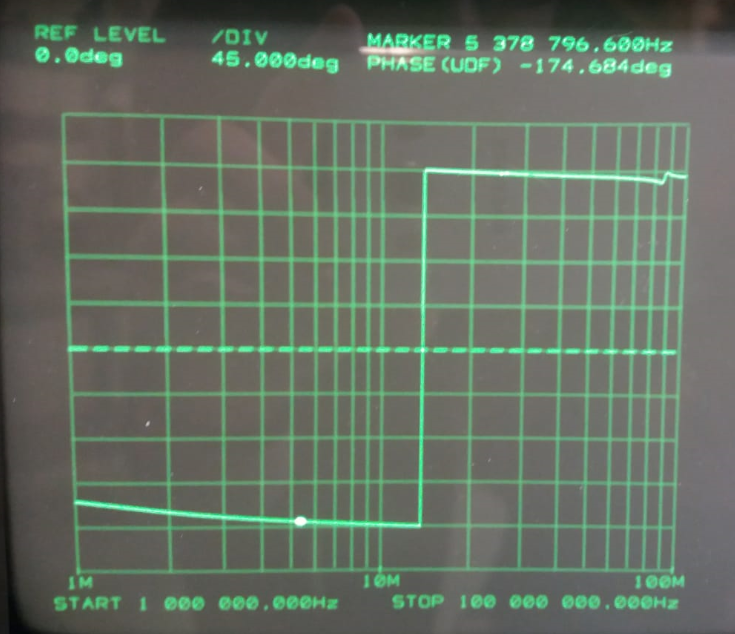 REF LEVEL /DIV MARKER 5 378 796.600Hz
0.0deg 45.000deg PHASE(UDF) -174.684deg
1M 10M 100M
START 1 000 000.000Hz STOP 100 000 000.000Hz